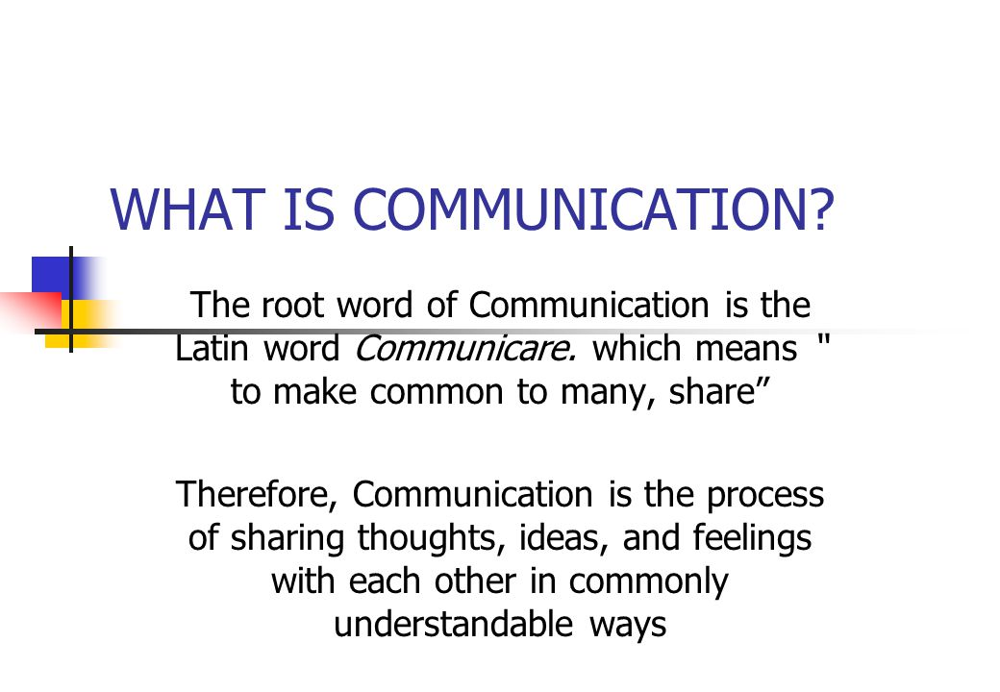 WHAT IS COMMUNICATION?
The root word of Communication is the
Latin word Communicare. which means "
to make common to many, share”
Therefore, Communication is the process
of sharing thoughts, ideas, and feelings
with each other in commonly
understandable ways